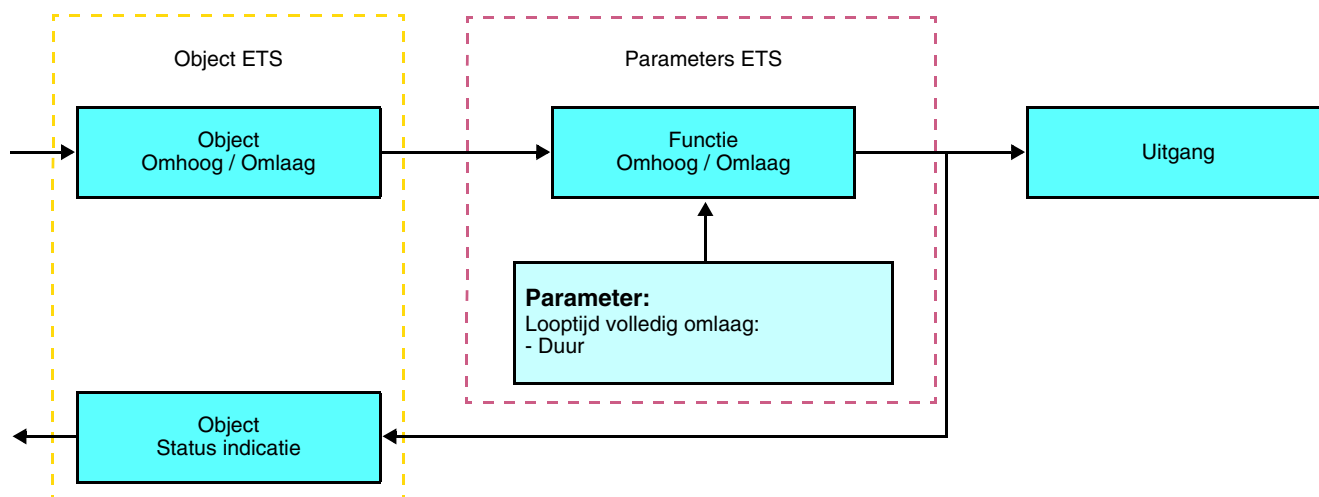 Object ETS
Parameters ETS
Object
Omhoog / Omlaag
Functie
Omhoog / Omlaag
Uitgang
Parameter:
Looptijd volledig omlaag:
- Duur
Object
Status indicatie